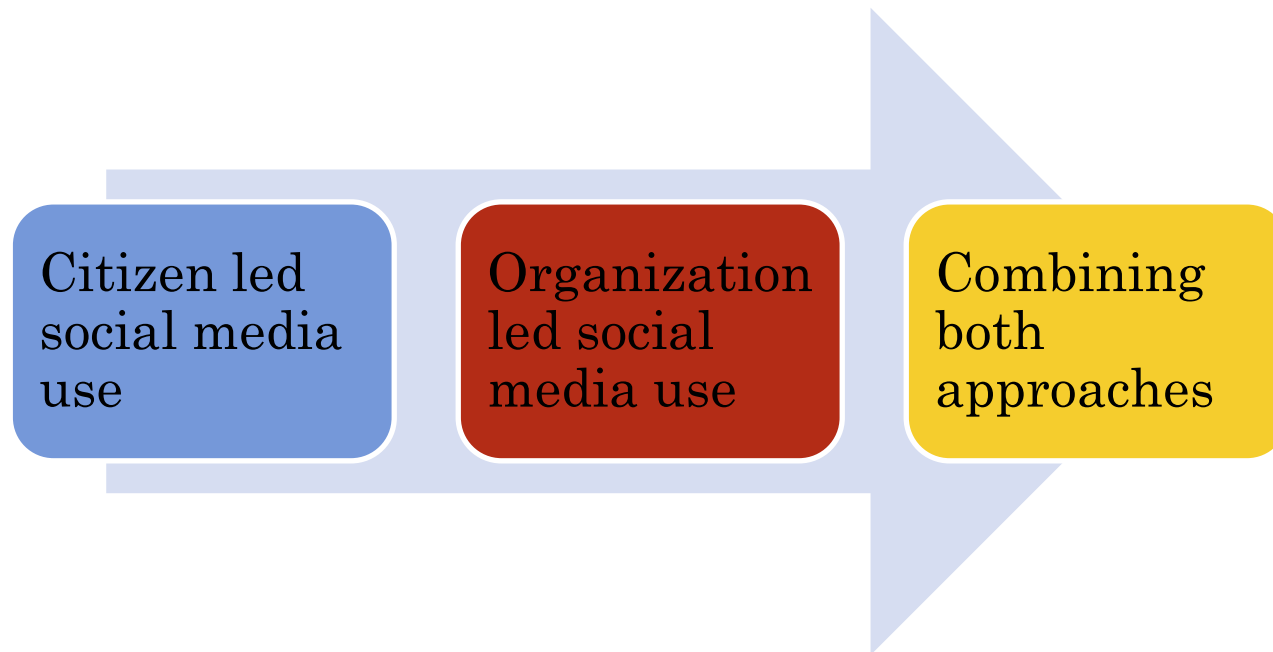 Citizen led
social media
use
Organization
led social
media use
Combining
both
approaches